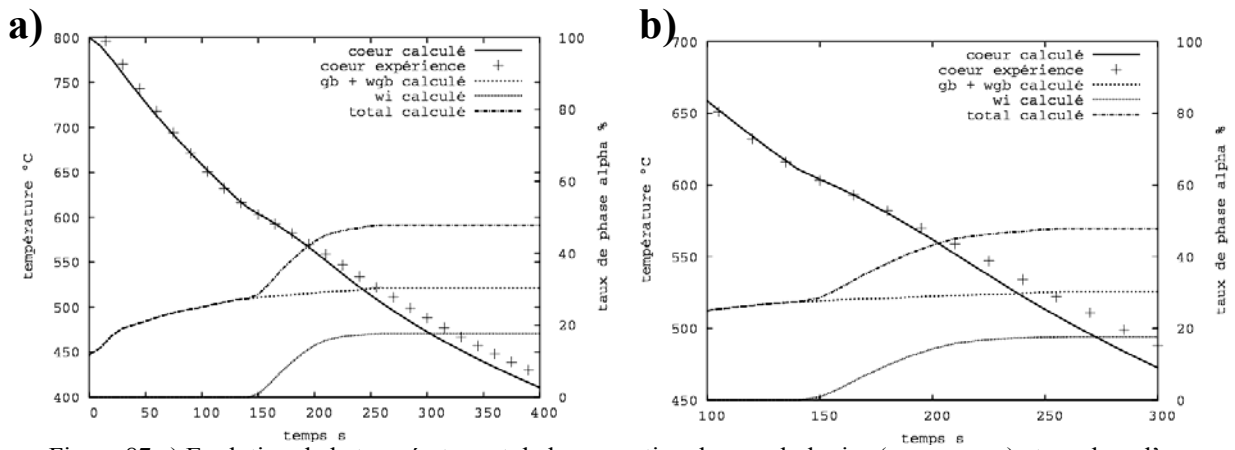 a)
800
750
700
650
600
550
500
450
400
température °C
0 50 100 150 200 250 300 350 400
temps s
100
80
60
40
20
0
taux de phase alpha %
coeur calculé
coeur expérience
gb + wgb calculé
wi calculé
total calculé
b)
700
650
600
550
500
450
température °C
100 150 200 250 300
temps s
100
80
60
40
20
0
taux de phase alpha %
coeur calculé
coeur expérience
gb + wgb calculé
wi calculé
total calculé